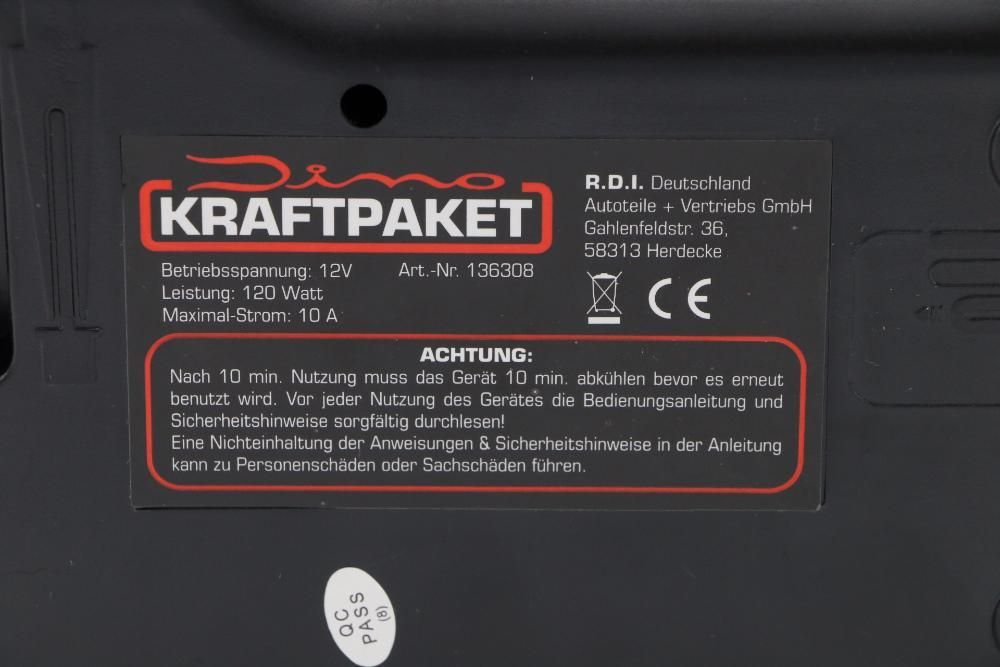 Dino
KRAFTPAKET
Betriebsspannung: 12V Art.-Nr. 136308
Leistung: 120 Watt
Maximal-Strom: 10 A
R.D.I. Deutschland
Autoteile + Vertriebs GmbH
Gahlenfeldstr. 36,
58313 Herdecke
CE
ACHTUNG:
Nach 10 min. Nutzung muss das Gerät 10 min. abkühlen bevor es erneut
benutzt wird. Vor jeder Nutzung des Gerätes die Bedienungsanleitung und
Sicherheitshinweise sorgfältig durchlesen!
Eine Nichteinhaltung der Anweisungen & Sicherheitshinweise in der Anleitung
kann zu Personenschäden oder Sachschäden führen.
QC
PASS
(8)